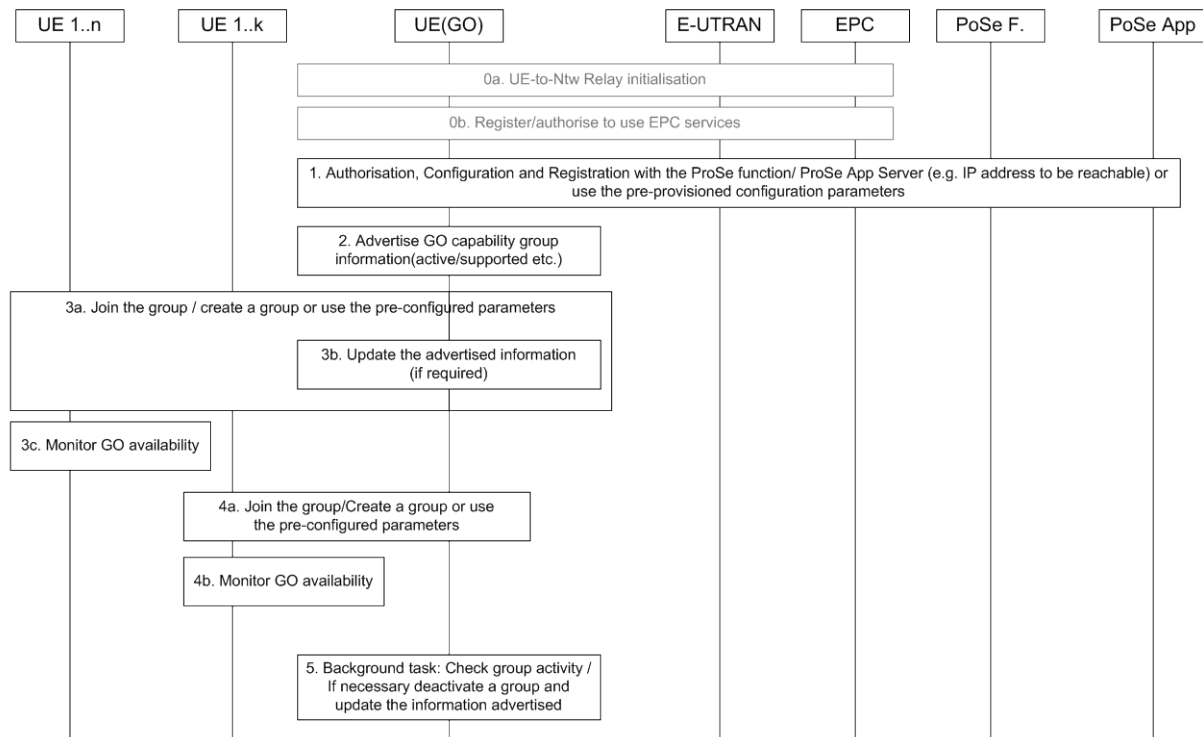 UE 1..n
UE 1..k
UE(GO)
E-UTRAN
EPC
PoSe F.
PoSe App
0a. UE-to-Ntw Relay initialisation
0b. Register/authorise to use EPC services
1. Authorisation, Configuration and Registration with the ProSe function/ ProSe App Server (e.g. IP address to be reachable) or
use the pre-provisioned configuration parameters
2. Advertise GO capability group
information(active/supported etc.)
3a. Join the group / create a group or use the pre-configured parameters
3b. Update the advertised information
(if required)
3c. Monitor GO availability
4a. Join the group/Create a group or use
the pre-configured parameters
4b. Monitor GO availability
5. Background task: Check group activity /
If necessary deactivate a group and
update the information advertised